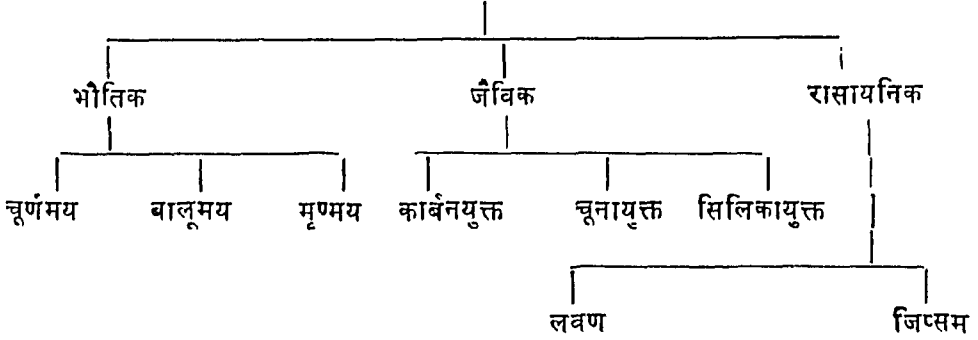 भौतिक जैविक रासायनिक
चूर्णमय बालूमय मृण्मय कार्बनयुक्त चूनायुक्त सिलिकायुक्त
लवण जिप्सम